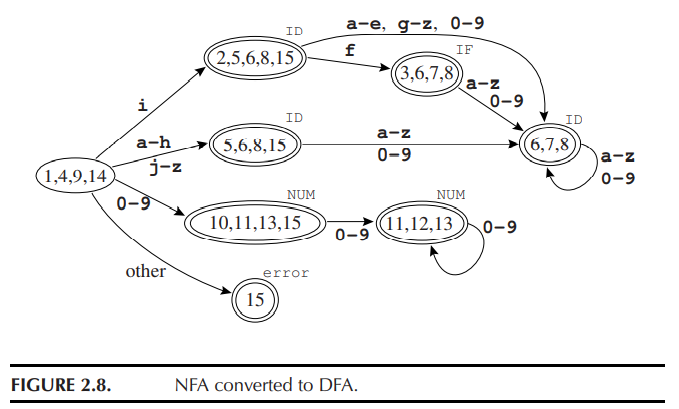 ID
a-e, g-z, 0-9
2,5,6,8,15
f
IF
3,6,7,8
a-z
0-9
i
ID
ID
a-h
5,6,8,15
a-z
6,7,8
j-z
0-9
a-z
1,4,9,14
0-9
0-9
NUM
NUM
10,11,13,15
0-9
11,12,13
0-9
other
error
15
FIGURE 2.8. NFA converted to DFA.